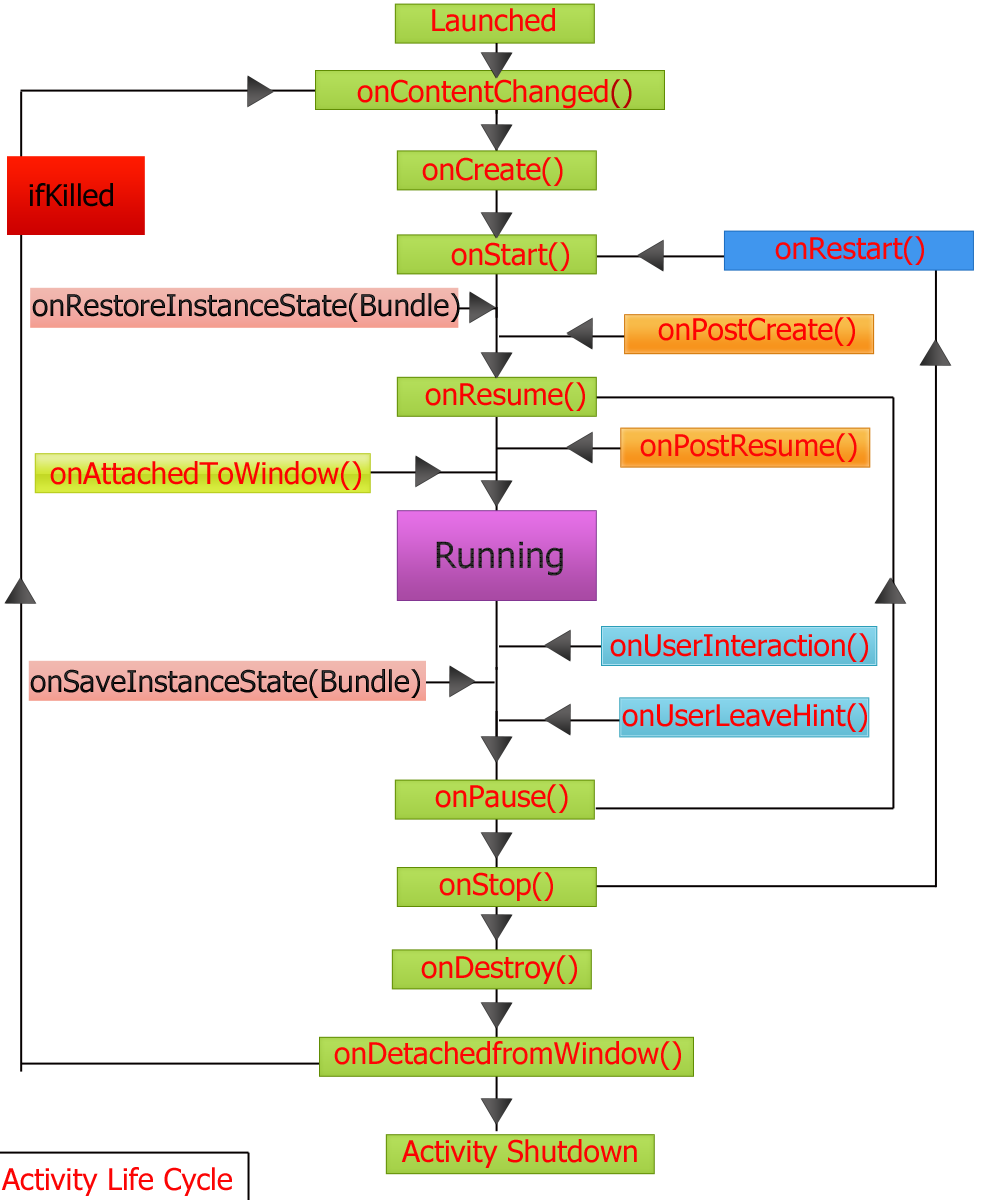 Launched
onContentChanged()
onCreate()
ifKilled
onStart()
onRestart()
onRestoreInstanceState(Bundle)
onPostCreate()
onResume()
onPostResume()
onAttachedToWindow()
Running
onUserInteraction()
onSaveInstanceState(Bundle)
onUserLeaveHint()
onPause()
onStop()
onDestroy()
onDetachedfromWindow()
Activity Shutdown
Activity Life Cycle